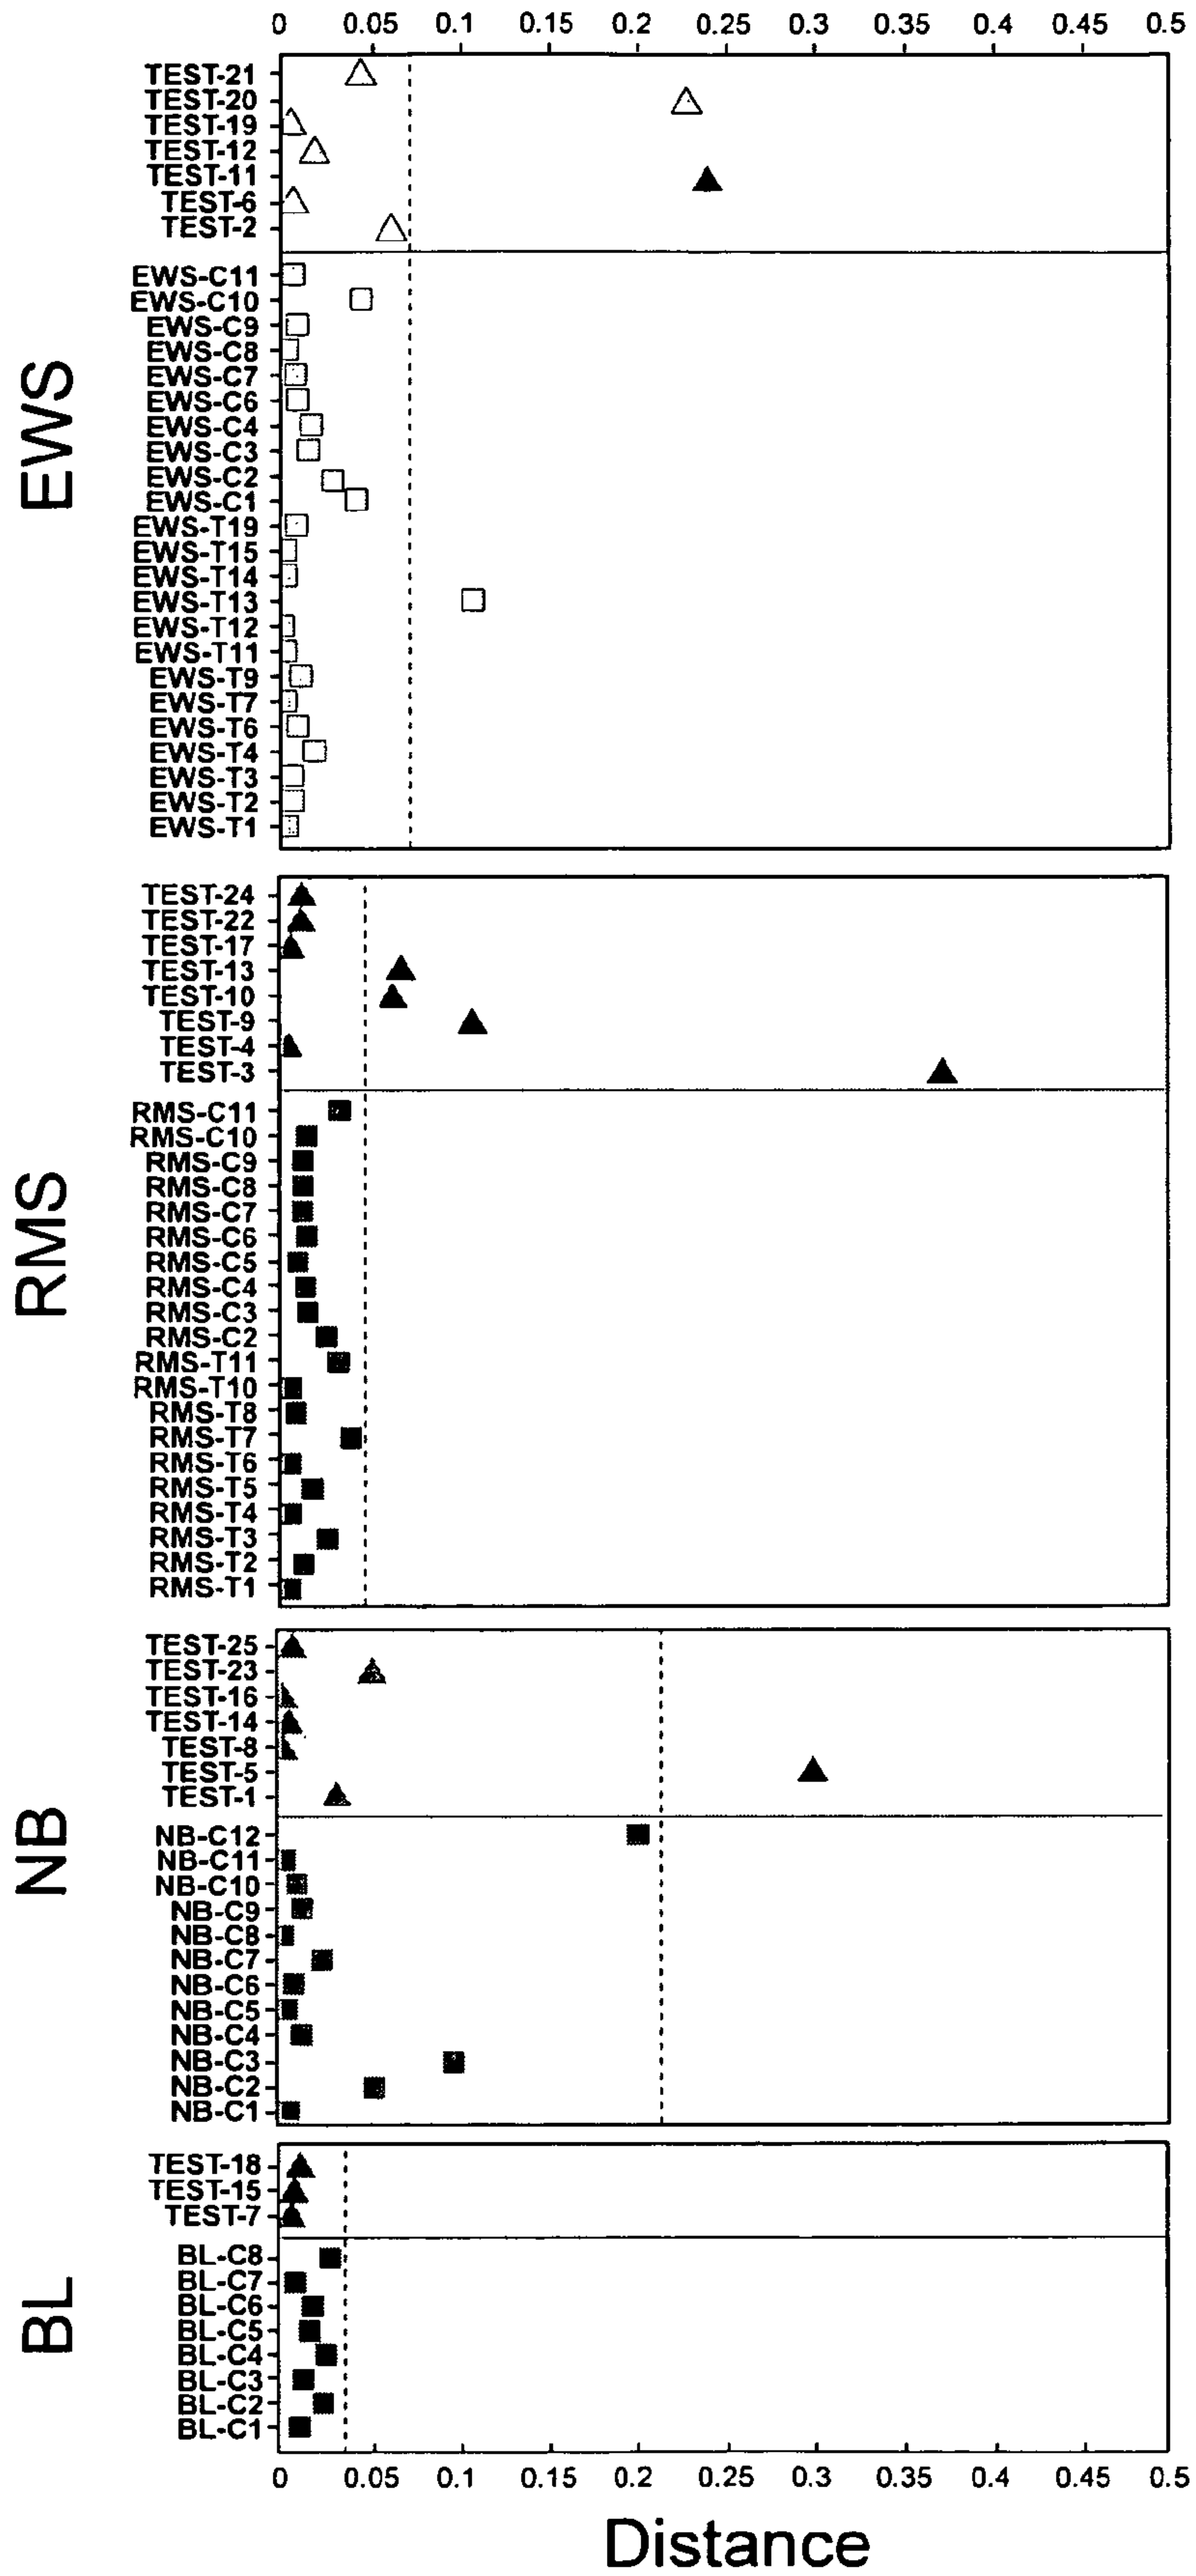 0 0.05 0.1 0.15 0.2 0.25 0.3 0.35 0.4 0.45 0.5
EWS
TEST-21
TEST-20
TEST-19
TEST-12
TEST-11
TEST-6
TEST-2
EWS-C11
EWS-C10
EWS-C9
EWS-C8
EWS-C7
EWS-C6
EWS-C4
EWS-C3
EWS-C2
EWS-C1
EWS-T19
EWS-T15
EWS-T14
EWS-T13
EWS-T12
EWS-T11
EWS-T9
EWS-T7
EWS-T6
EWS-T4
EWS-T3
EWS-T2
EWS-T1
RMS
TEST-24
TEST-22
TEST-17
TEST-13
TEST-10
TEST-9
TEST-4
TEST-3
RMS-C11
RMS-C10
RMS-C9
RMS-C8
RMS-C7
RMS-C6
RMS-C5
RMS-C4
RMS-C3
RMS-C2
RMS-T11
RMS-T10
RMS-T8
RMS-T7
RMS-T6
RMS-T5
RMS-T4
RMS-T3
RMS-T2
RMS-T1
NB
TEST-25
TEST-23
TEST-16
TEST-14
TEST-8
TEST-5
TEST-1
NB-C12
NB-C11
NB-C10
NB-C9
NB-C8
NB-C7
NB-C6
NB-C5
NB-C4
NB-C3
NB-C2
NB-C1
BL
TEST-18
TEST-15
TEST-7
BL-C8
BL-C7
BL-C6
BL-C5
BL-C4
BL-C3
BL-C2
BL-C1
0 0.05 0.1 0.15 0.2 0.25 0.3 0.35 0.4 0.45 0.5
Distance